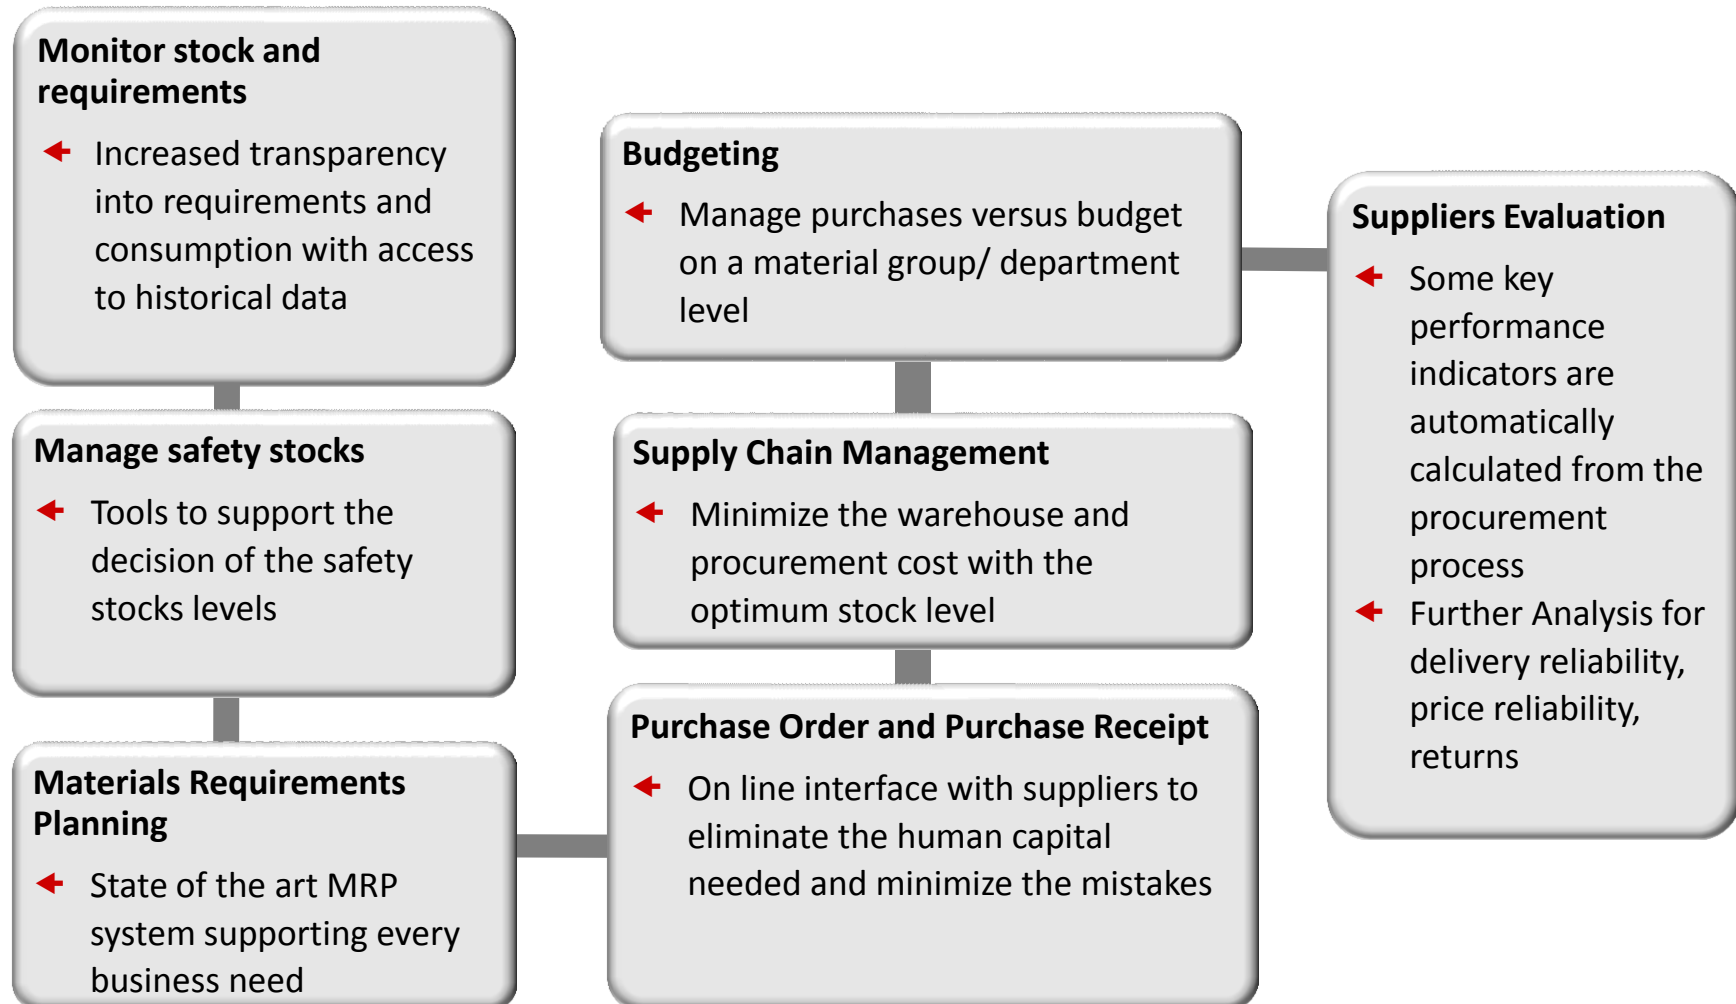 Monitor stock and
requirements
Increased transparency
into requirements and
consumption with access
to historical data
Manage safety stocks
Tools to support the
decision of the safety
stocks levels
Materials Requirements
Planning
State of the art MRP
system supporting every
business need
Purchase Order and Purchase Receipt
On line interface with suppliers to
eliminate the human capital
needed and minimize the mistakes
Supply Chain Management
Minimize the warehouse and
procurement cost with the
optimum stock level
Budgeting
Manage purchases versus budget
on a material group/ department
level
Suppliers Evaluation
Some key
performance
indicators are
automatically
calculated from the
procurement
process
Further Analysis for
delivery reliability,
price reliability,
returns